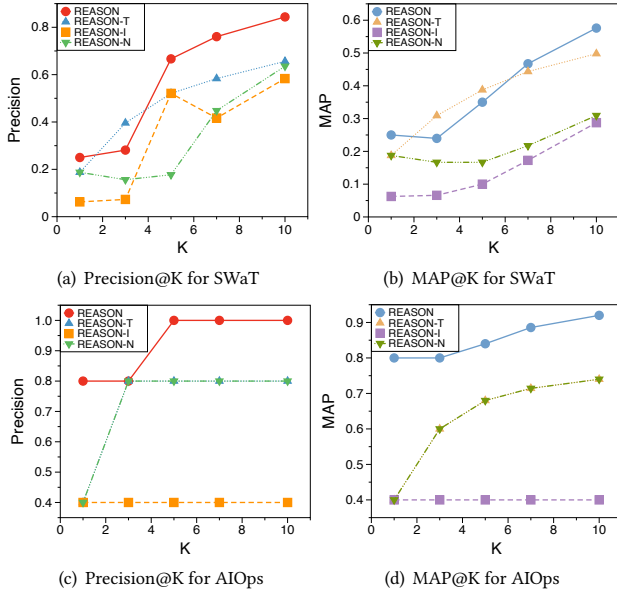 REASON
REASON-T
REASON-I
REASON-N
0.8
0.6
0.4
0.2
0
Precision
0 2 4 6 8 10
K
(a) Precision@K for SWaT
REASON
REASON-T
REASON-I
REASON-N
0.6
0.5
0.4
0.3
0.2
0.1
0
MAP
0 2 4 6 8 10
K
(b) MAP@K for SWaT
REASON
REASON-T
REASON-I
REASON-N
1.0
0.9
0.8
0.7
0.6
0.5
0.4
Precision
0 2 4 6 8 10
K
(c) Precision@K for AIOps
REASON
REASON-T
REASON-I
REASON-N
0.9
0.8
0.7
0.6
0.5
0.4
MAP
0 2 4 6 8 10
K
(d) MAP@K for AIOps